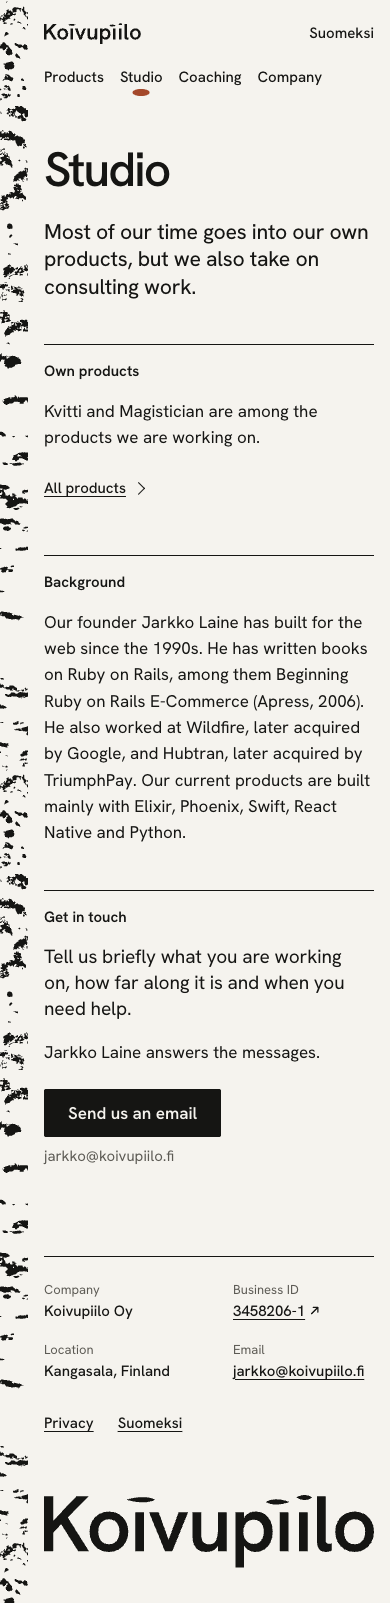 Koivupiilo
Suomeksi
Products Studio Coaching Company
Studio
Most of our time goes into our own
products, but we also take on
consulting work.
Own products
Kvitti and Magistician are among the
products we are working on.
All products
Background
Our founder Jarkko Laine has built for the
web since the 1990s. He has written books
on Ruby on Rails, among them Beginning
Ruby on Rails E-Commerce (Apress, 2006).
He also worked at Wildfire, later acquired
by Google, and Hubtran, later acquired by
TriumphPay. Our current products are built
mainly with Elixir, Phoenix, Swift, React
Native and Python.
Get in touch
Tell us briefly what you are working
on, how far along it is and when you
need help.
Jarkko Laine answers the messages.
Send us an email
jarkko@koivupiilo.fi
Company
Koivupiilo Oy
Business ID
3458206-1 ↗
Location
Kangasala, Finland
Email
jarkko@koivupiilo.fi
Privacy Suomeksi
Koivupiilo